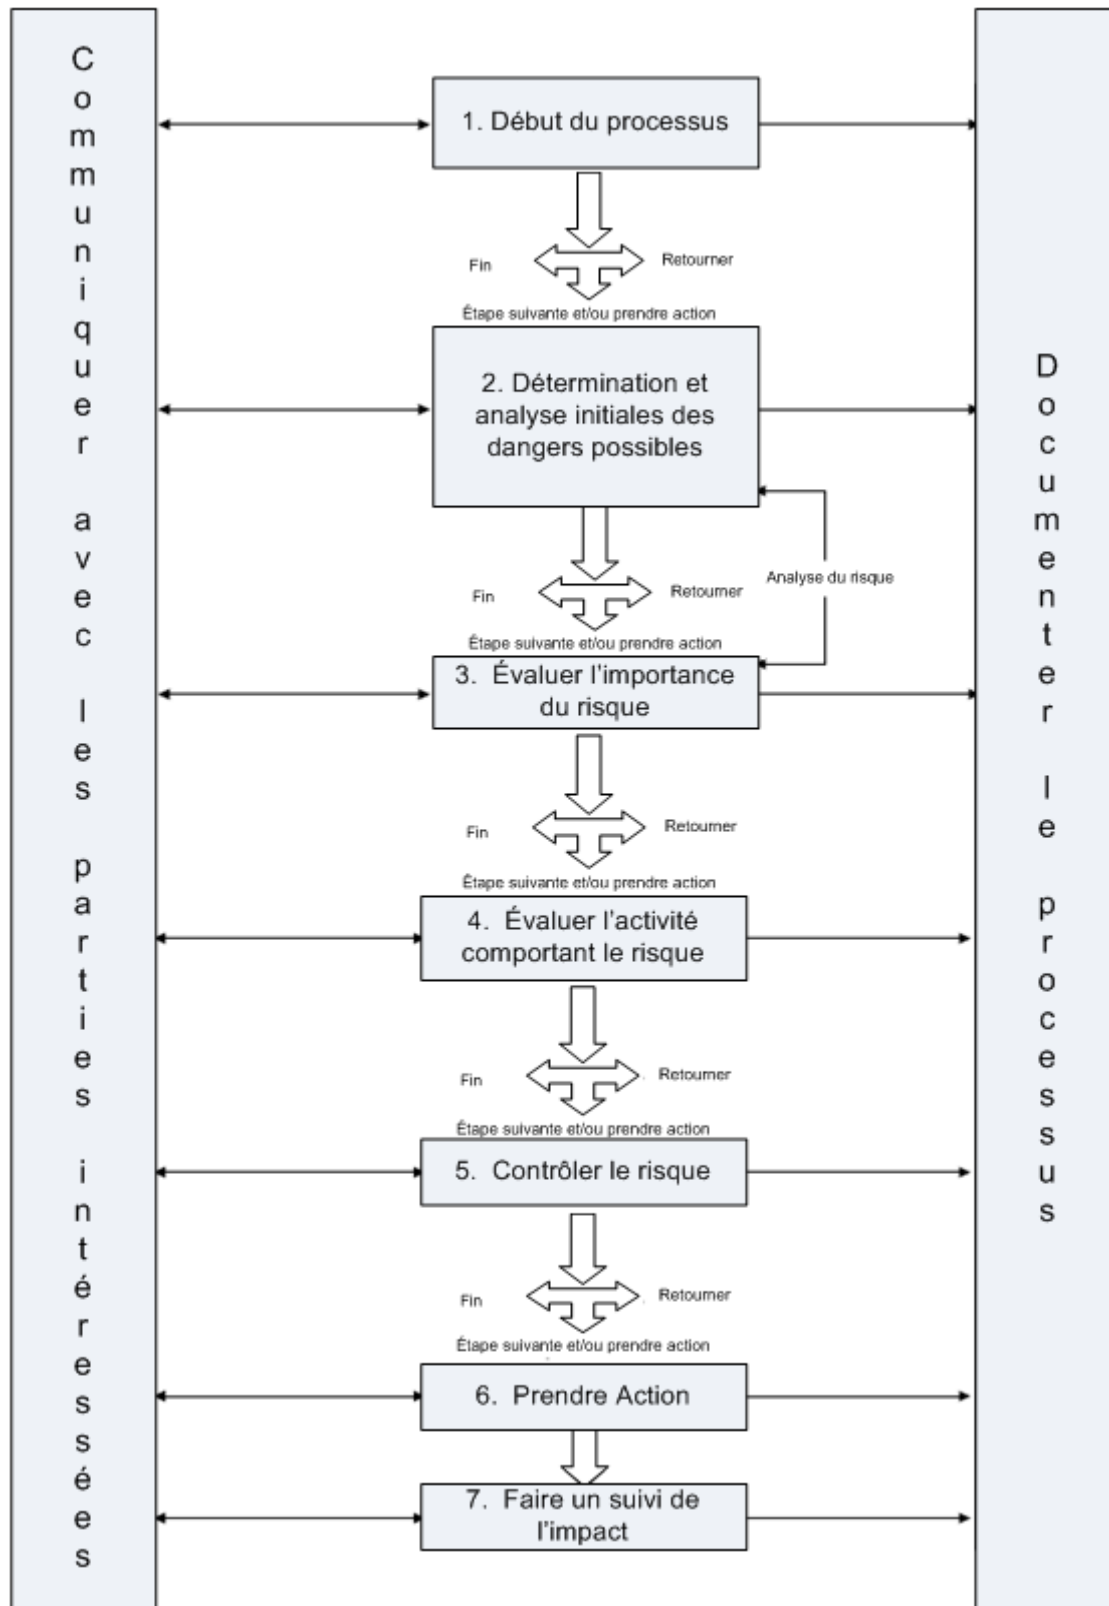 Communiquer avec les parties intéressées
1. Début du processus
Fin
Retourner
Étape suivante et/ou prendre action
2. Détermination et
analyse initiales des
dangers possibles
Analyse du risque
Fin
Retourner
Étape suivante et/ou prendre action
3. Évaluer l'importance
du risque
Fin
Retourner
Étape suivante et/ou prendre action
4. Évaluer l'activité
comportant le risque
Fin
Retourner
Étape suivante et/ou prendre action
5. Contrôler le risque
Fin
Retourner
Étape suivante et/ou prendre action
6. Prendre Action
7. Faire un suivi de
l'impact
Documenter le processus